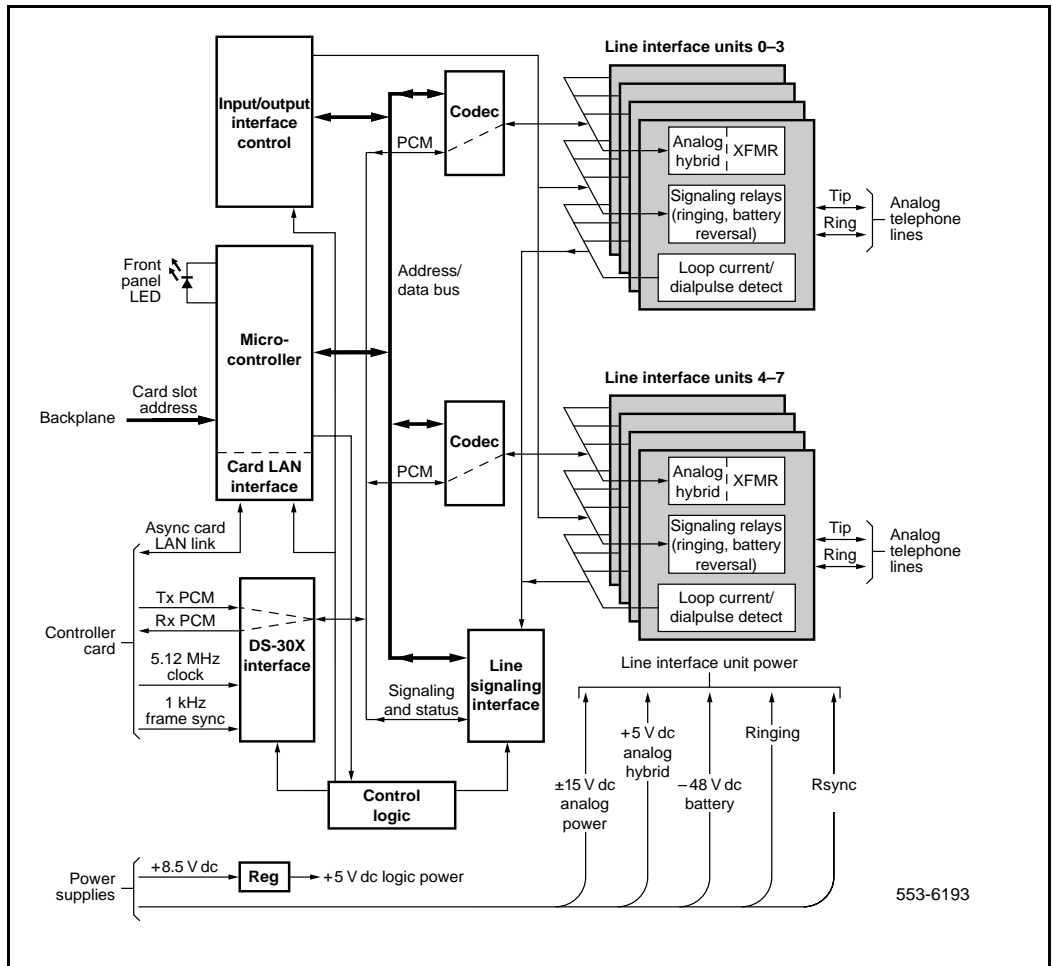 Line interface units 0–3
Input/output
interface
control
Codec
PCM
Analog
hybrid
XFMR
Signaling relays
(ringing, battery
reversal)
Loop current/
dialpulse detect
Tip
Ring
Analog
telephone
lines
Address/
data bus
Front
panel
LED
Micro-
controller
Card slot
address
Backplane
Card LAN
interface
Line interface units 4–7
Codec
PCM
Analog
hybrid
XFMR
Signaling relays
(ringing, battery
reversal)
Loop current/
dialpulse detect
Tip
Ring
Analog
telephone
lines
Async card
LAN link
Tx PCM
Rx PCM
Controller
card
5.12 MHz
clock
1 kHz
frame sync
DS-30X
interface
Signaling
and status
Line
signaling
interface
Control
logic
Line interface unit power
±15 V dc
analog
power
+5 V dc
analog
hybrid
–48 V dc
battery
Ringing
Rsync
Power
supplies
+8.5 V dc
Reg
+5 V dc logic power
553-6193